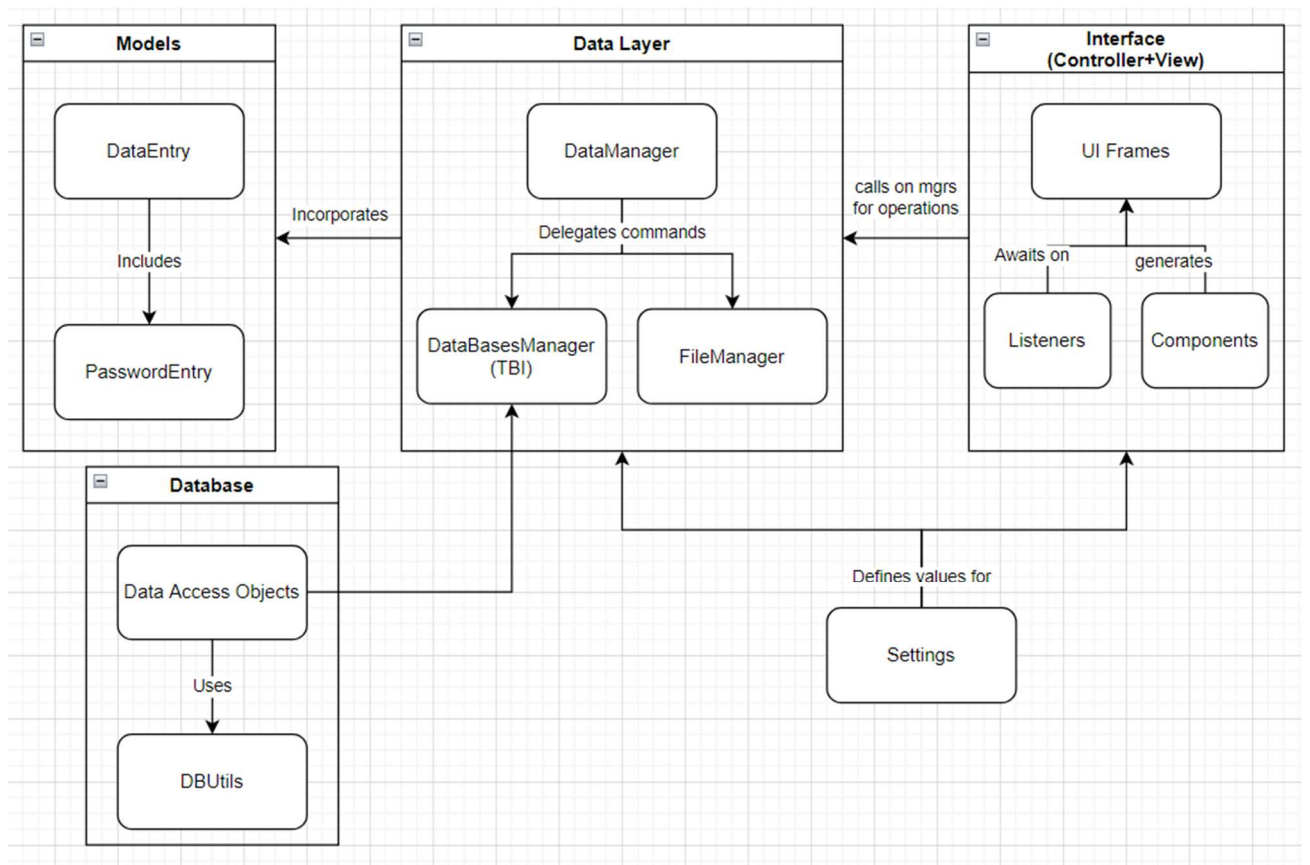 Models
DataEntry
Includes
PasswordEntry
Incorporates
Data Layer
DataManager
Delegates commands
DataBasesManager
(TBI)
FileManager
calls on mgrs
for operations
Interface
(Controller+View)
UI Frames
Awaits on
generates
Listeners
Components
Database
Data Access Objects
Uses
DBUtils
Defines values for
Settings